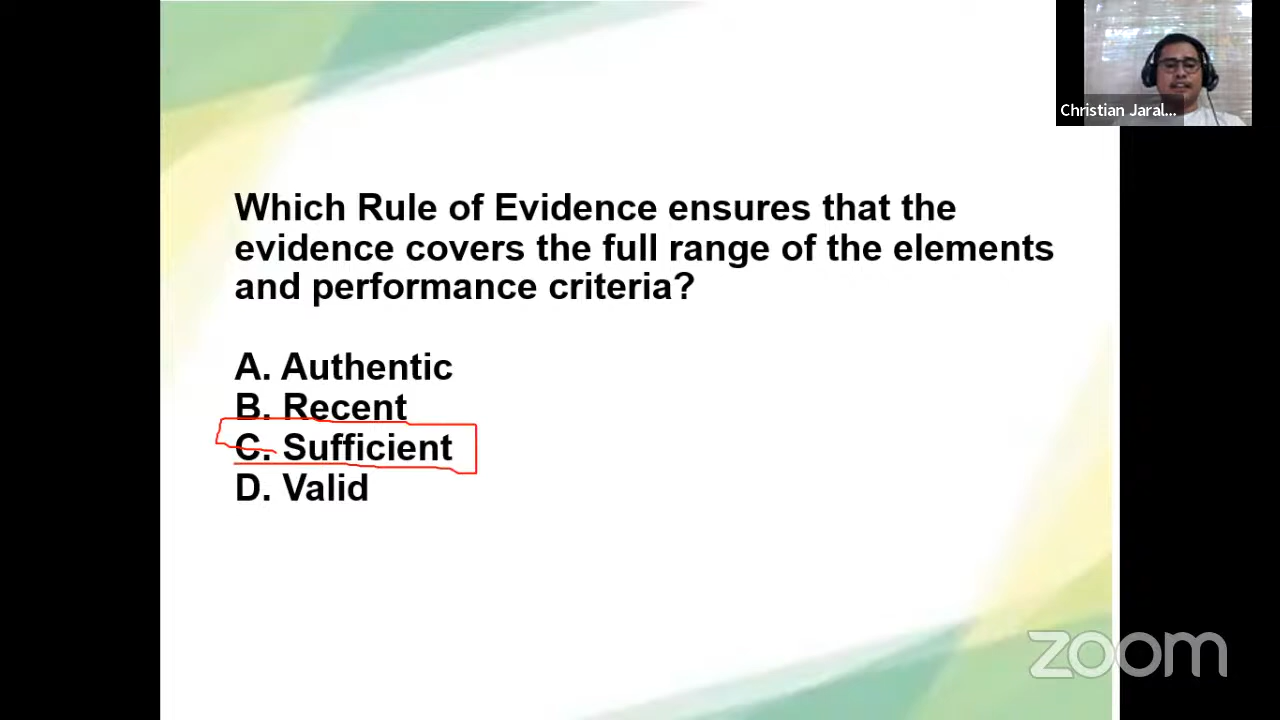 Christian Jaral...
Which Rule of Evidence ensures that the
evidence covers the full range of the elements
and performance criteria?
A. Authentic
B. Recent
C. Sufficient
D. Valid
zoom